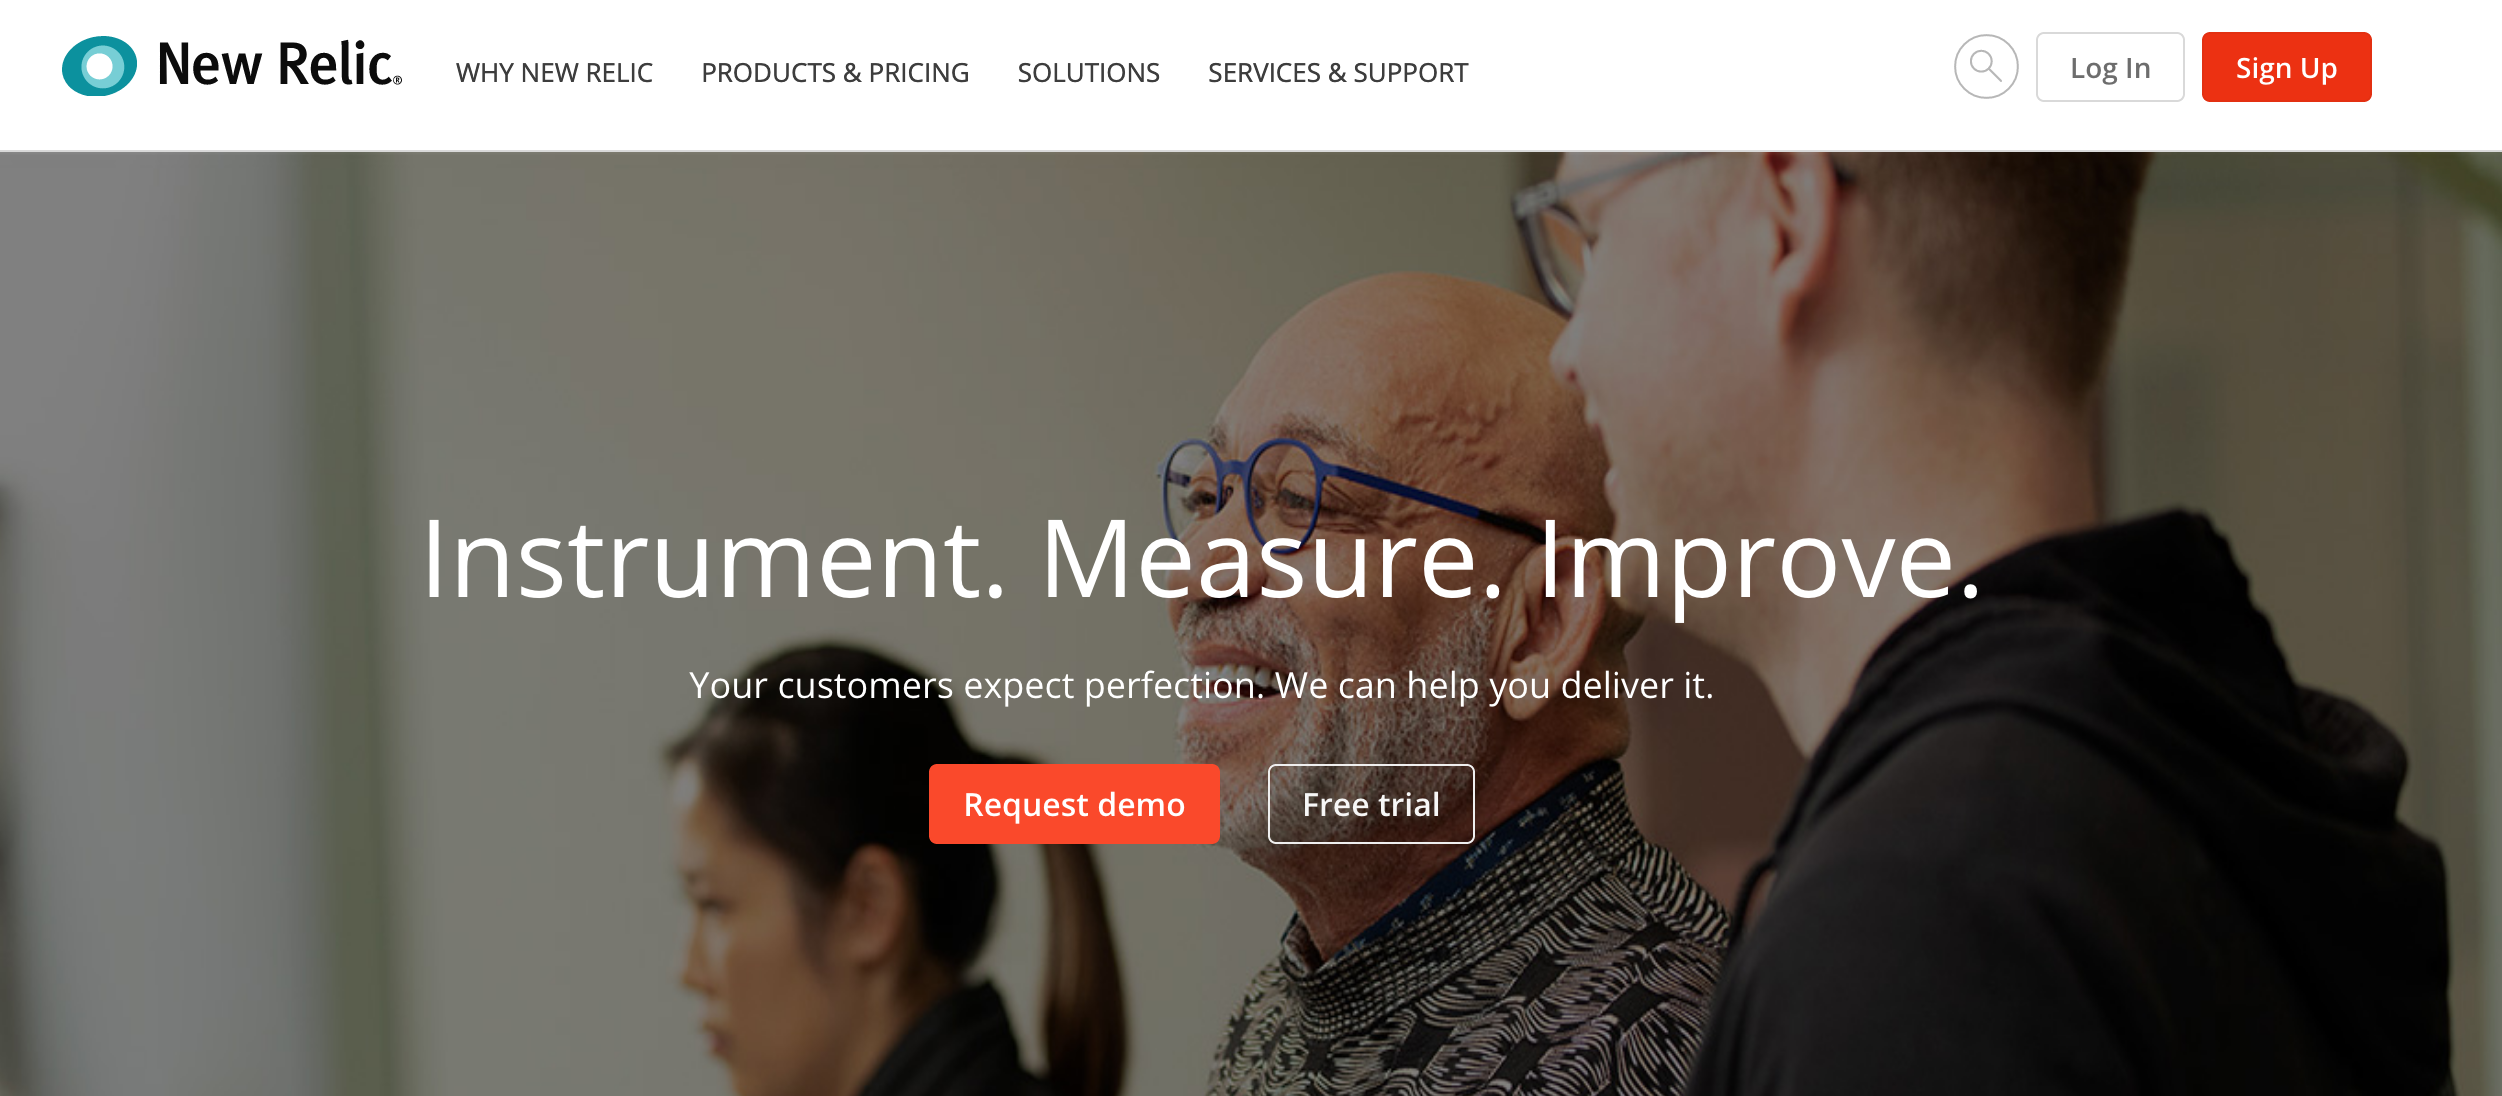 New Relic®
WHY NEW RELIC
PRODUCTS & PRICING
SOLUTIONS
SERVICES & SUPPORT
Log In
Sign Up
Instrument. Measure. Improve.
Your customers expect perfection. We can help you deliver it.
Request demo
Free trial